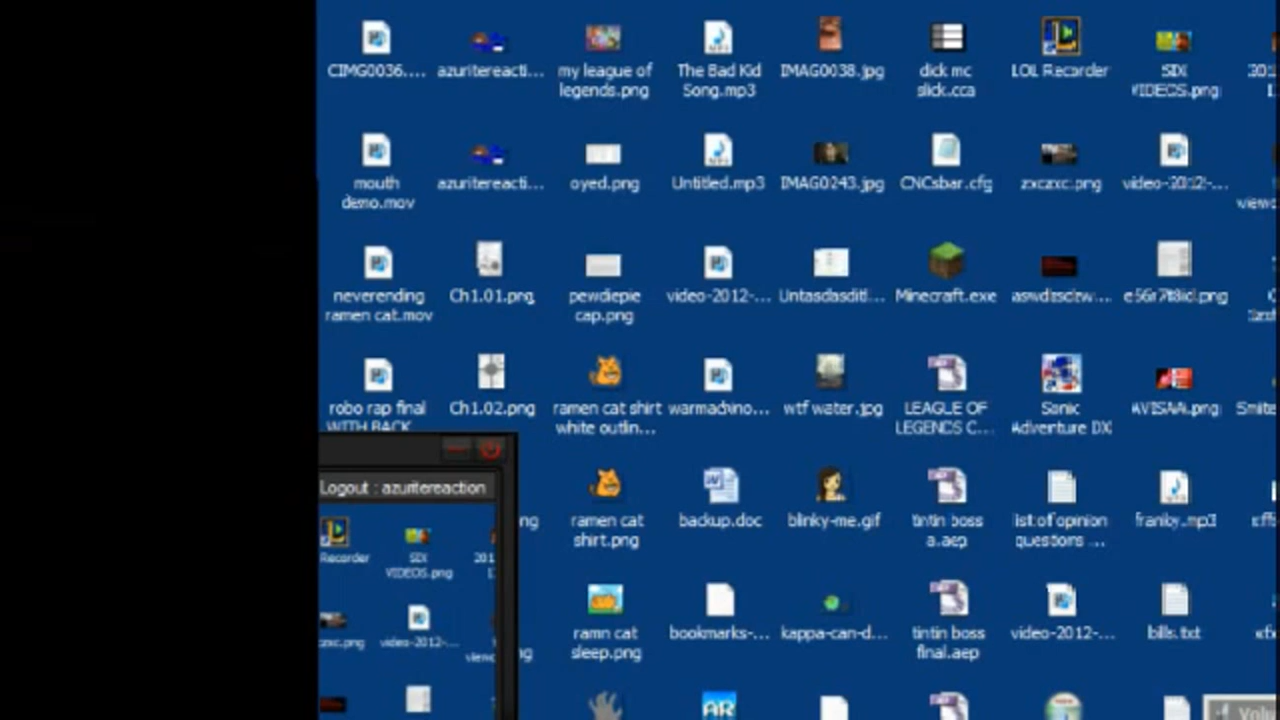 CIMG0036....
azuritereacti...
my league of
legends.png
The Bad Kid
Song.mp3
IMAG0038.jpg
dick mc
slick.cca
LOL Recorder
SIX
VIDEOS.png
mouth
demo.mov
azuritereacti...
oyed.png
Untitled.mp3
IMAG0243.jpg
CNCsbar.cfg
zxczxc.png
video-2012-...
neverending
ramen cat.mov
Ch1.01.png
pewdiepie
cap.png
video-2012-...
Untasdasditl...
Minecraft.exe
robo rap final
WITH BACK
Ch1.02.png
ramen cat shirt
white outlin...
warmadvno...
wtf water.jpg
LEAGUE OF
LEGENDS C...
Sonic
Adventure DX
AVISAA.png
Smite
Logout : azuritereaction
ramen cat
shirt.png
backup.doc
blinky-me.gif
tintin boss
a.aep
list of opinion
questions ...
franky.mp3
Recorder
SIX
VIDEOS.png
video-2012-...
ramn cat
sleep.png
bookmarks-...
kappa-can-d...
tintin boss
final.aep
video-2012-...
bills.txt
AR